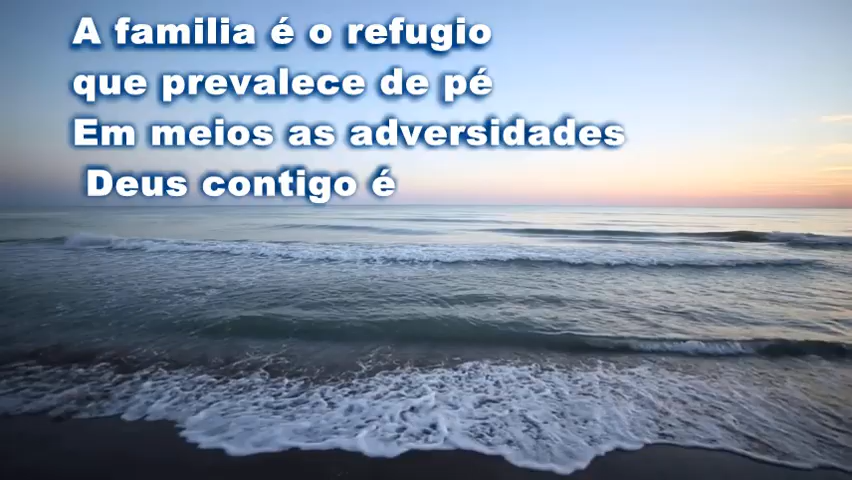 A familia é o refugio
que prevalece de pé
Em meios as adversidades
Deus contigo é